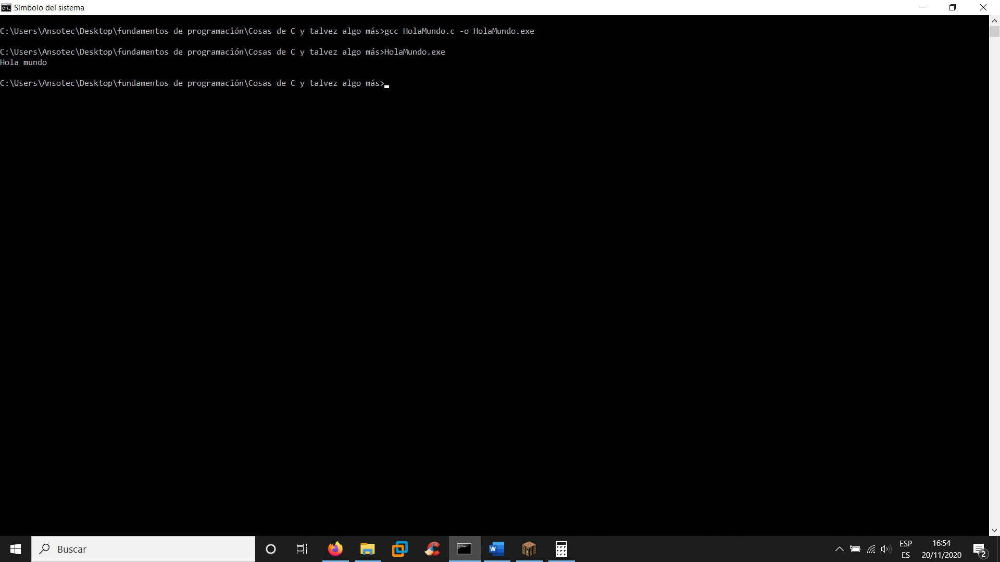 Símbolo del sistema
C:\Users\Ansotec\Desktop\fundamentos de programación\Cosas de C y talvez algo más>gcc HolaMundo.c -o HolaMundo.exe
C:\Users\Ansotec\Desktop\fundamentos de programación\Cosas de C y talvez algo más>HolaMundo.exe
Hola mundo
C:\Users\Ansotec\Desktop\fundamentos de programación\Cosas de C y talvez algo más>
Buscar
ESP
ES
16:54
20/11/2020
2